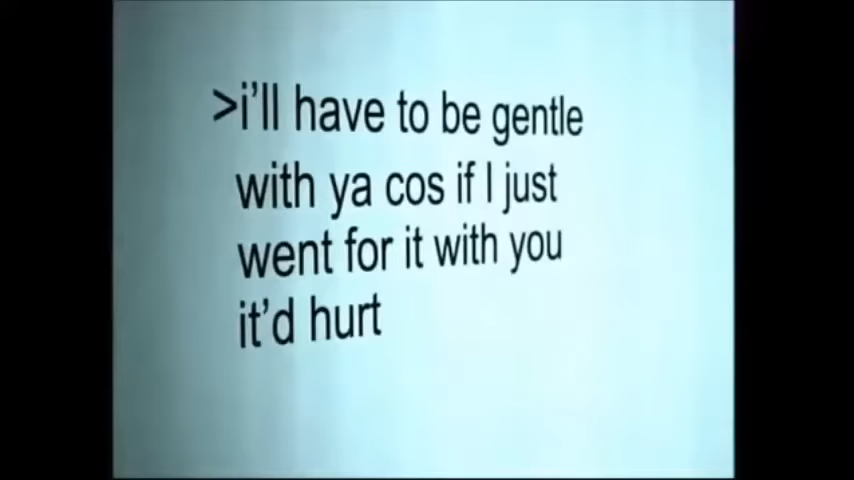 >i'll have to be gentle
with ya cos if I just
went for it with you
it'd hurt